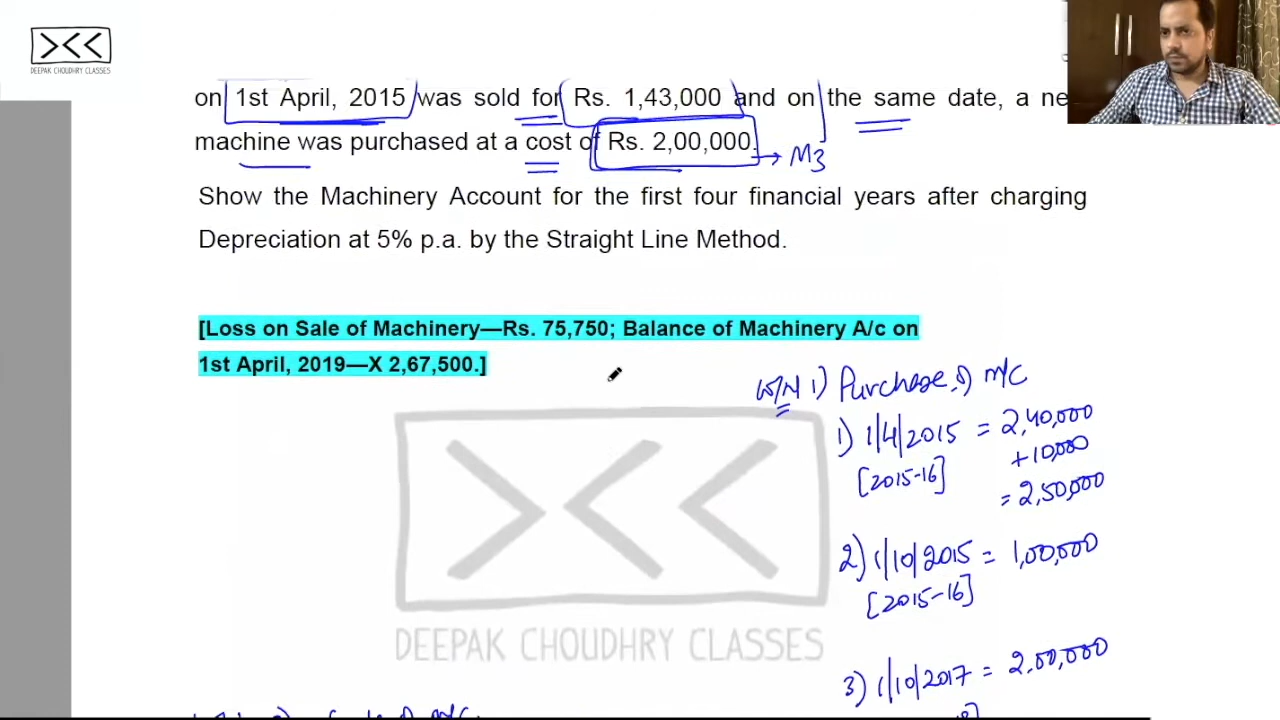 DEEPAK CHOUDHRY CLASSES
on 1st April, 2015 was sold for Rs. 1,43,000 and on the same date, a ne
machine was purchased at a cost of Rs. 2,00,000. → M3
Show the Machinery Account for the first four financial years after charging
Depreciation at 5% p.a. by the Straight Line Method.
[Loss on Sale of Machinery—Rs. 75,750; Balance of Machinery A/c on
1st April, 2019—X 2,67,500.]
W/N 1) Purchase of m/c
1) 1/4/2015 = 2,40,000
+10,000
[2015-16]
= 2,50,000
2) 1/10/2015 = 1,00,000
[2015-16]
DEEPAK CHOUDHRY CLASSES
3) 1/10/2017 = 2,00,000